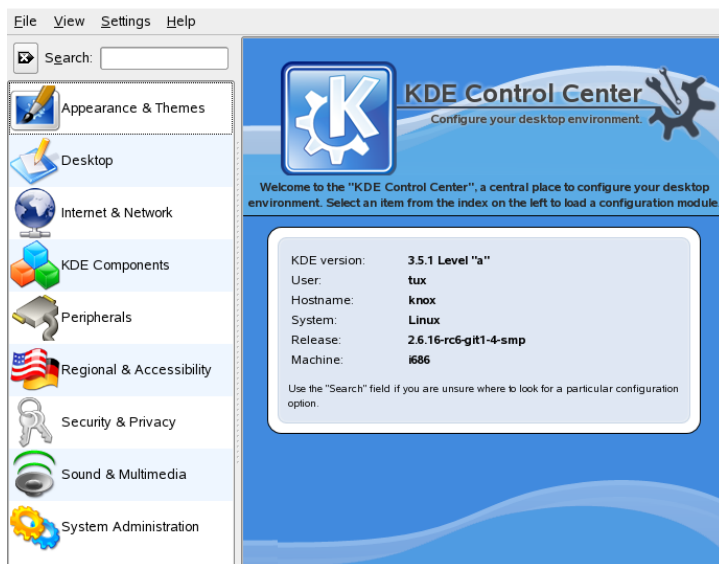 File View Settings Help
Search:
Appearance & Themes
Desktop
Internet & Network
KDE Components
Peripherals
Regional & Accessibility
Security & Privacy
Sound & Multimedia
System Administration
K
KDE Control Center
Configure your desktop environment.
Welcome to the "KDE Control Center", a central place to configure your desktop
environment. Select an item from the index on the left to load a configuration module
KDE version: 3.5.1 Level "a"
User: tux
Hostname: knox
System: Linux
Release: 2.6.16-rc6-git1-4-smp
Machine: i686
Use the "Search" field if you are unsure where to look for a particular configuration
option.